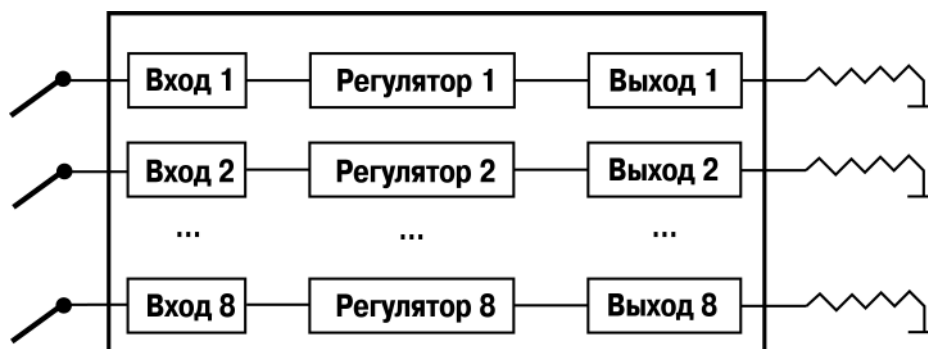 Вход 1 Регулятор 1 Выход 1
Вход 2 Регулятор 2 Выход 2
... ... ...
Вход 8 Регулятор 8 Выход 8